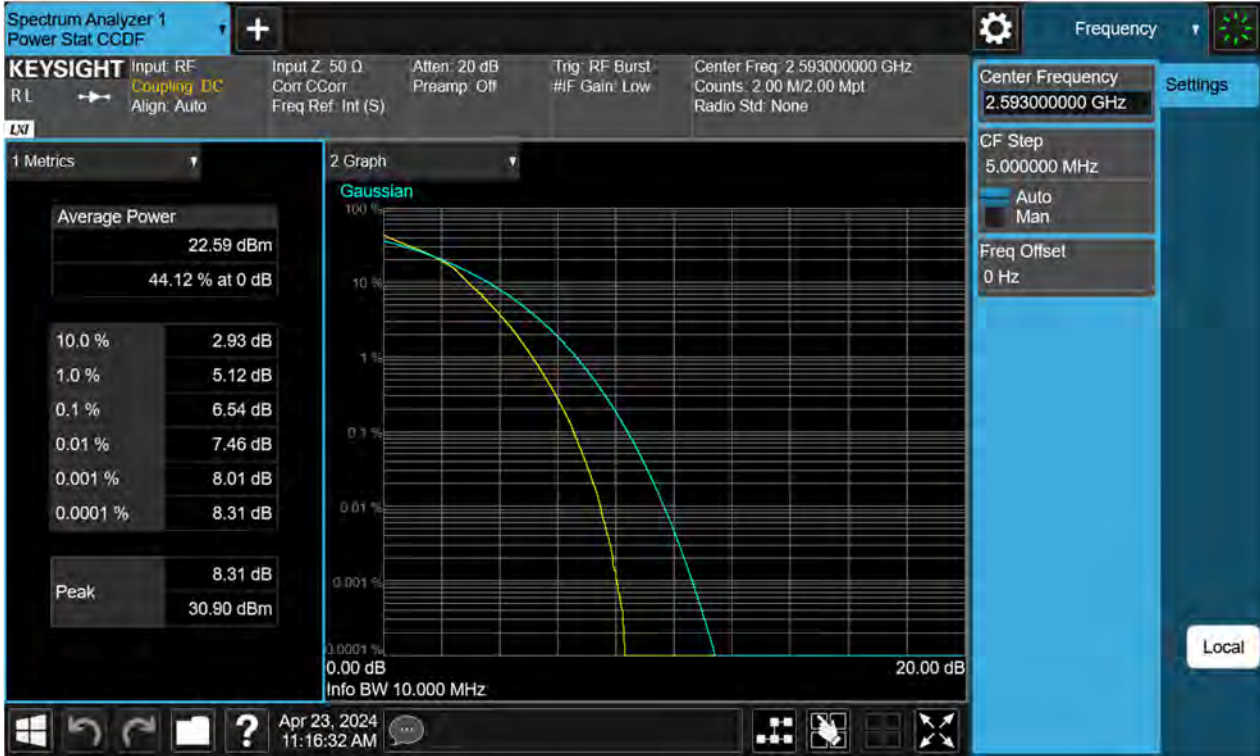 Spectrum Analyzer 1
Power Stat CCDF
+
Frequency
KEYSIGHT
R L
LXI
Input: RF
Coupling: DC
Align: Auto
Input Z: 50 Ω
Corr CCorr
Freq Ref: Int (S)
Atten: 20 dB
Preamp: Off
Trig: RF Burst
#IF Gain: Low
Center Freq: 2.593000000 GHz
Counts: 2.00 M/2.00 Mpt
Radio Std: None
Center Frequency
2.593000000 GHz
Settings
CF Step
5.000000 MHz
Auto
Man
Freq Offset
0 Hz
Local
1 Metrics
Average Power
22.59 dBm
44.12 % at 0 dB
10.0 % 2.93 dB
1.0 % 5.12 dB
0.1 % 6.54 dB
0.01 % 7.46 dB
0.001 % 8.01 dB
0.0001 % 8.31 dB
Peak
8.31 dB
30.90 dBm
2 Graph
Gaussian
100 %
10 %
1 %
0.1 %
0.01 %
0.001 %
0.0001 %
0.00 dB 20.00 dB
Info BW 10.000 MHz
?
Apr 23, 2024
11:16:32 AM